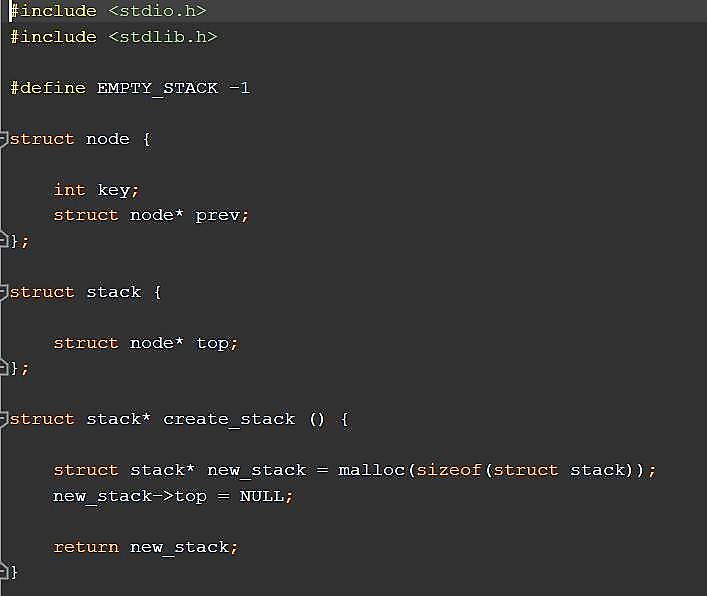 #include <stdio.h>
#include <stdlib.h>
#define EMPTY_STACK -1
struct node {
int key;
struct node* prev;
};
struct stack {
struct node* top;
};
struct stack* create_stack () {
struct stack* new_stack = malloc(sizeof(struct stack));
new_stack->top = NULL;
return new_stack;
}